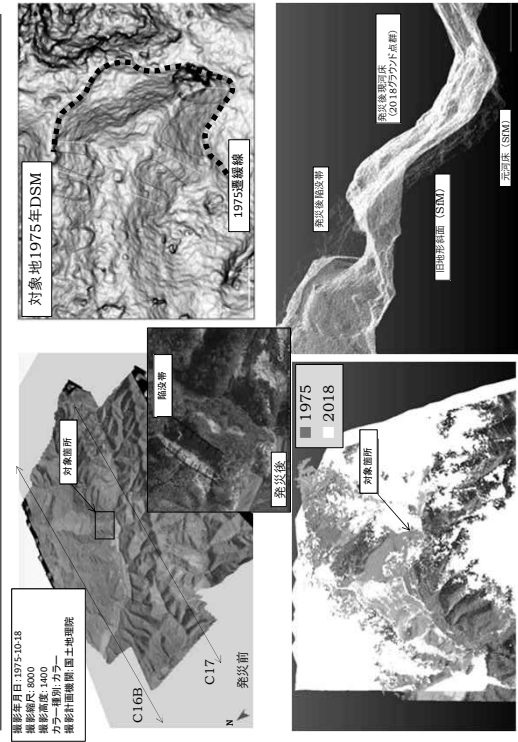 撮影年月日:1975-10-18
撮影縮尺:8000
撮影高度:1400
カラー種別:カラー
撮影計画機関:国土地理院
対象箇所
C16B
C17
N
発災前
陥没帯
発災後
対象地1975年DSM
1975遷緩線
1975
2018
対象箇所
発災後陥没帯
発災後現河床
(2018グラウンド点群)
旧地形斜面(SfM)
元河床(SfM)